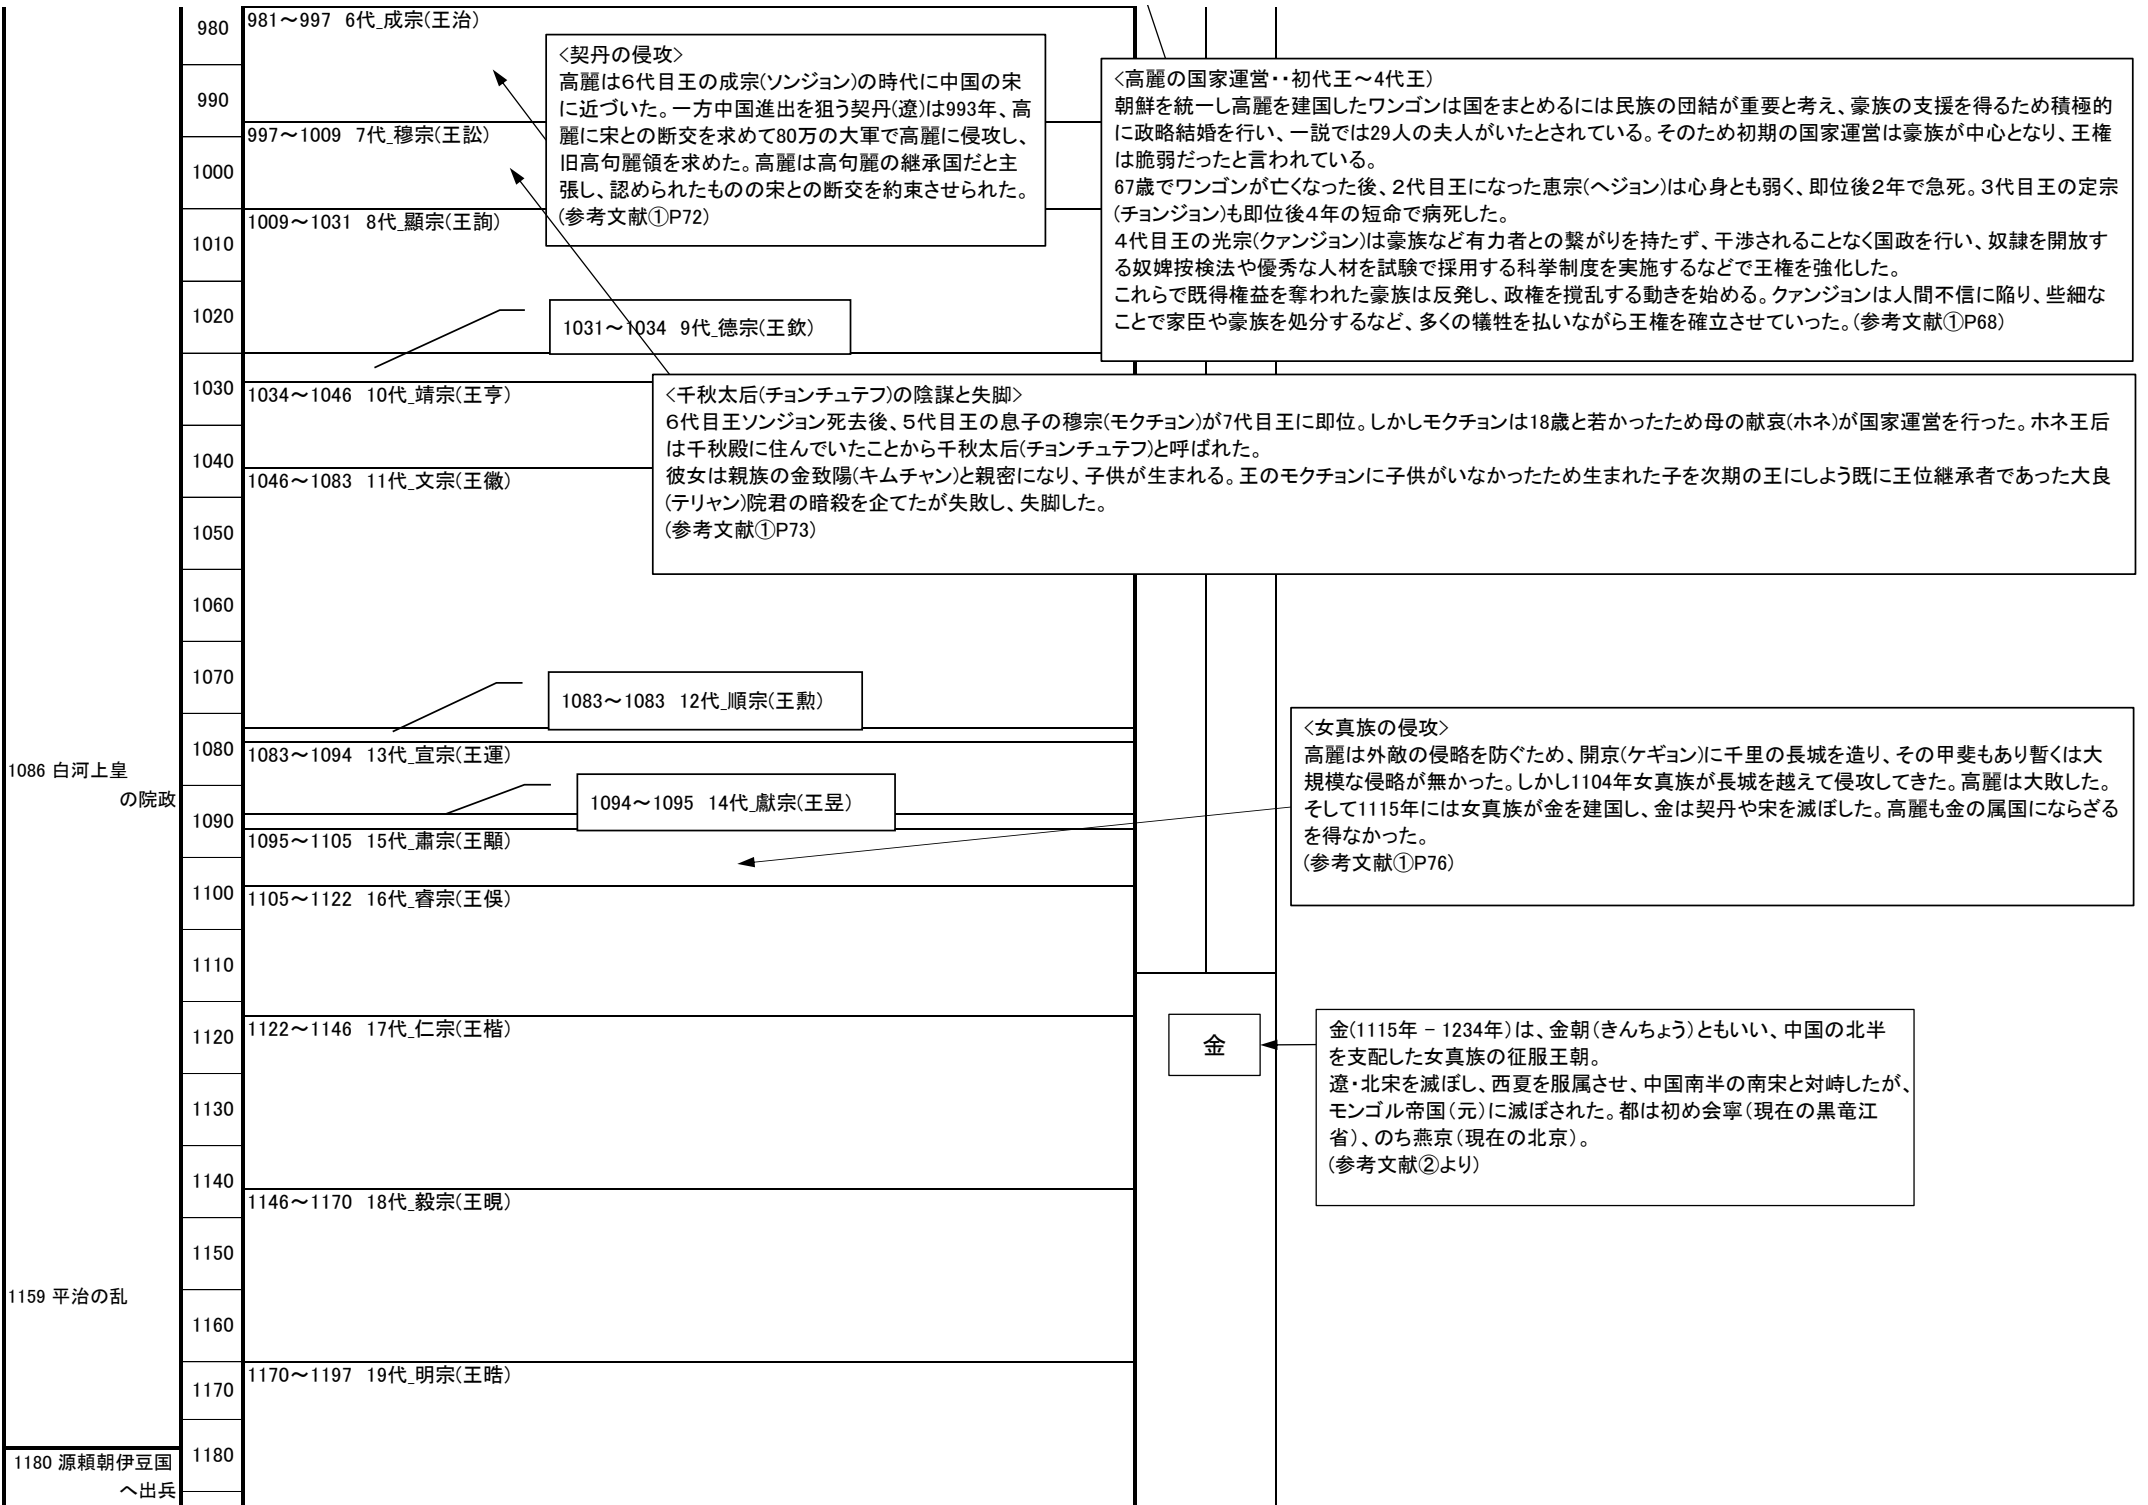 1086 白河上皇
の院政
1159 平治の乱
1180 源頼朝伊豆国
へ出兵
980
990
1000
1010
1020
1030
1040
1050
1060
1070
1080
1090
1100
1110
1120
1130
1140
1150
1160
1170
1180
981～997 6代_成宗(王治)
997～1009 7代_穆宗(王訟)
1009～1031 8代_顯宗(王詢)
1031～1034 9代_德宗(王欽)
1034～1046 10代_靖宗(王亨)
1046～1083 11代_文宗(王徽)
1083～1083 12代_順宗(王勲)
1083～1094 13代_宣宗(王運)
1094～1095 14代_獻宗(王昱)
1095～1105 15代_肅宗(王顒)
1105～1122 16代_睿宗(王俁)
1122～1146 17代_仁宗(王楷)
1146～1170 18代_毅宗(王晛)
1170～1197 19代_明宗(王晧)
<契丹の侵攻>
高麗は６代目王の成宗(ソンジョン)の時代に中国の宋
に近づいた。一方中国進出を狙う契丹(遼)は993年、高
麗に宋との断交を求めて80万の大軍で高麗に侵攻し、
旧高句麗領を求めた。高麗は高句麗の継承国だと主
張し、認められたものの宋との断交を約束させられた。
(参考文献①P72)
<高麗の国家運営・・初代王～4代王)
朝鮮を統一し高麗を建国したワンゴンは国をまとめるには民族の団結が重要と考え、豪族の支援を得るため積極的
に政略結婚を行い、一説では29人の夫人がいたとされている。そのため初期の国家運営は豪族が中心となり、王権
は脆弱だったと言われている。
67歳でワンゴンが亡くなった後、２代目王になった恵宗(ヘジョン)は心身とも弱く、即位後２年で急死。３代目王の定宗
(チョンジョン)も即位後４年の短命で病死した。
４代目王の光宗(クァンジョン)は豪族など有力者との繋がりを持たず、干渉されることなく国政を行い、奴隷を開放す
る奴婢按検法や優秀な人材を試験で採用する科挙制度を実施するなどで王権を強化した。
これらで既得権益を奪われた豪族は反発し、政権を撹乱する動きを始める。クァンジョンは人間不信に陥り、些細な
ことで家臣や豪族を処分するなど、多くの犠牲を払いながら王権を確立させていった。(参考文献①P68)
<千秋太后(チョンチュテフ)の陰謀と失脚>
６代目王ソンジョン死去後、５代目王の息子の穆宗(モクチョン)が7代目王に即位。しかしモクチョンは18歳と若かったため母の献哀(ホネ)が国家運営を行った。ホネ王后
は千秋殿に住んでいたことから千秋太后(チョンチュテフ)と呼ばれた。
彼女は親族の金致陽(キムチャン)と親密になり、子供が生まれる。王のモクチョンに子供がいなかったため生まれた子を次期の王にしよう既に王位継承者であった大良
(テリャン)院君の暗殺を企てたが失敗し、失脚した。
(参考文献①P73)
<女真族の侵攻>
高麗は外敵の侵略を防ぐため、開京(ケギョン)に千里の長城を造り、その甲斐もあり暫くは大
規模な侵略が無かった。しかし1104年女真族が長城を越えて侵攻してきた。高麗は大敗した。
そして1115年には女真族が金を建国し、金は契丹や宋を滅ぼした。高麗も金の属国にならざる
を得なかった。
(参考文献①P76)
金
金(1115年 - 1234年)は、金朝(きんちょう)ともいい、中国の北半
を支配した女真族の征服王朝。
遼・北宋を滅ぼし、西夏を服属させ、中国南半の南宋と対峙したが、
モンゴル帝国(元)に滅ぼされた。都は初め会寧(現在の黒竜江
省)、のち燕京(現在の北京)。
(参考文献②より)